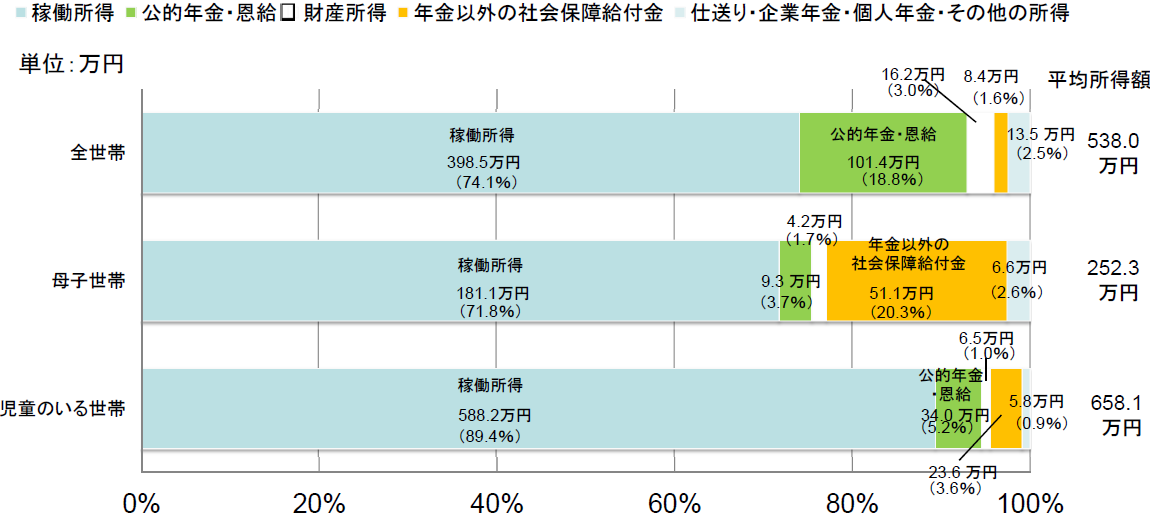 稼働所得 公的年金・恩給 財産所得 年金以外の社会保障給付金 仕送り・企業年金・個人年金・その他の所得
単位：万円
平均所得額
16.2万円
（3.0%）
8.4万円
（1.6%）
全世帯
稼働所得
398.5万円
（74.1%）
公的年金・恩給
101.4万円
（18.8%）
13.5 万円
（2.5%）
538.0
万円
4.2万円
（1.7%）
母子世帯
稼働所得
181.1万円
（71.8%）
9.3 万円
（3.7%）
年金以外の
社会保障給付金
51.1万円
（20.3%）
6.6万円
（2.6%）
252.3
万円
6.5万円
（1.0%）
児童のいる世帯
稼働所得
588.2万円
（89.4%）
公的年金
・恩給
34.0 万円
（5.2%）
5.8万円
（0.9%）
658.1
万円
23.6 万円
（3.6%）
0% 20% 40% 60% 80% 100%